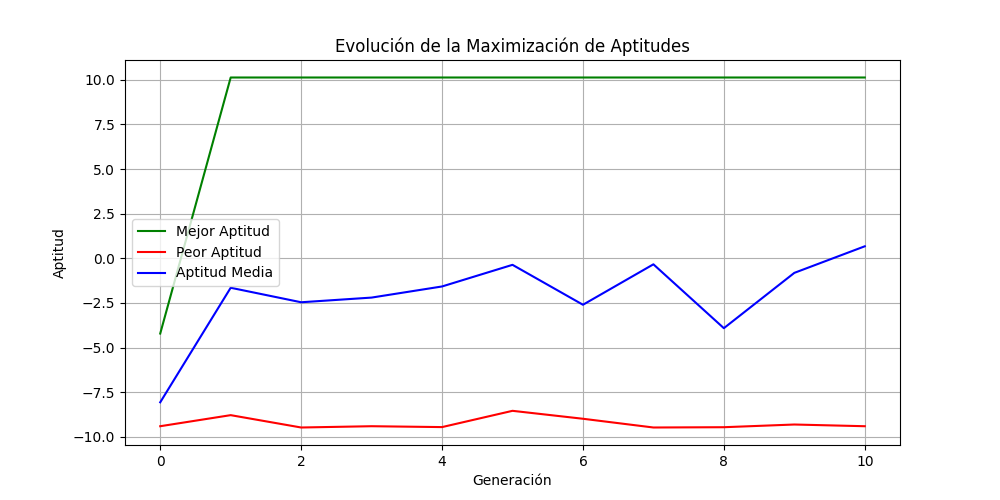 Evolución de la Maximización de Aptitudes
10.0
7.5
5.0
2.5
0.0
−2.5
−5.0
−7.5
−10.0
Aptitud
Mejor Aptitud
Peor Aptitud
Aptitud Media
0 2 4 6 8 10
Generación